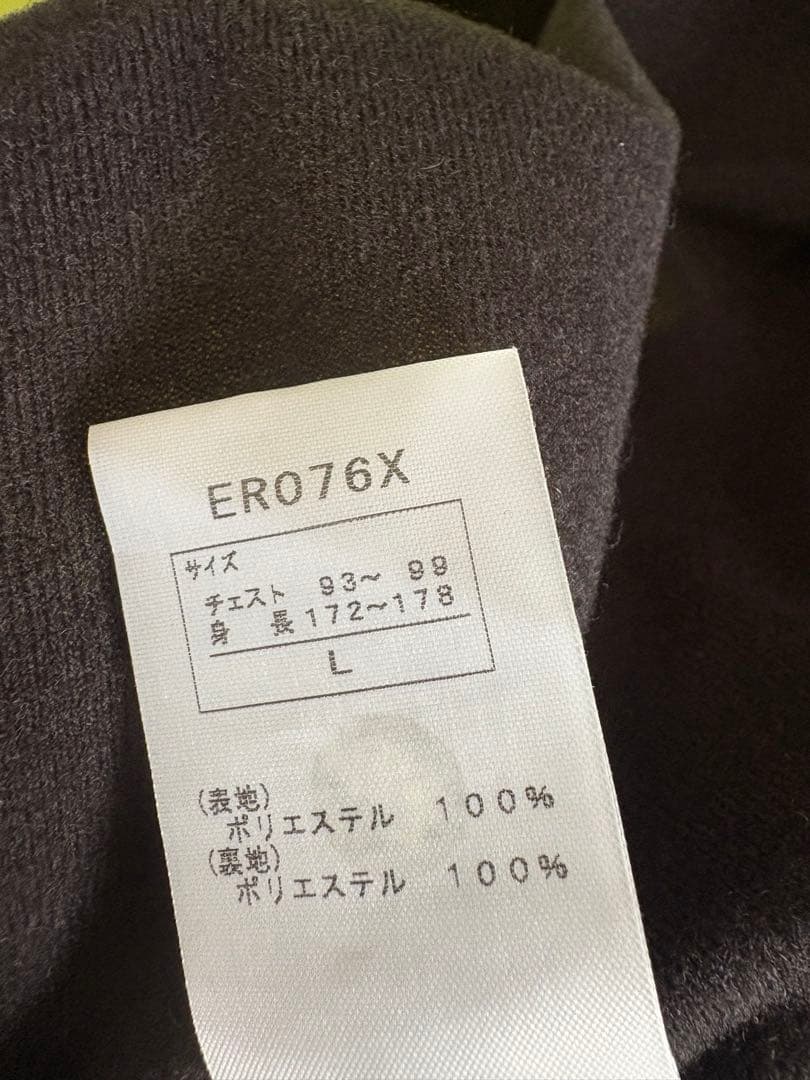 ER076X
サイズ
チェスト 93～ 99
身 長 172～178
L
(表地)
ポリエステル 100%
(裏地)
ポリエステル 100%